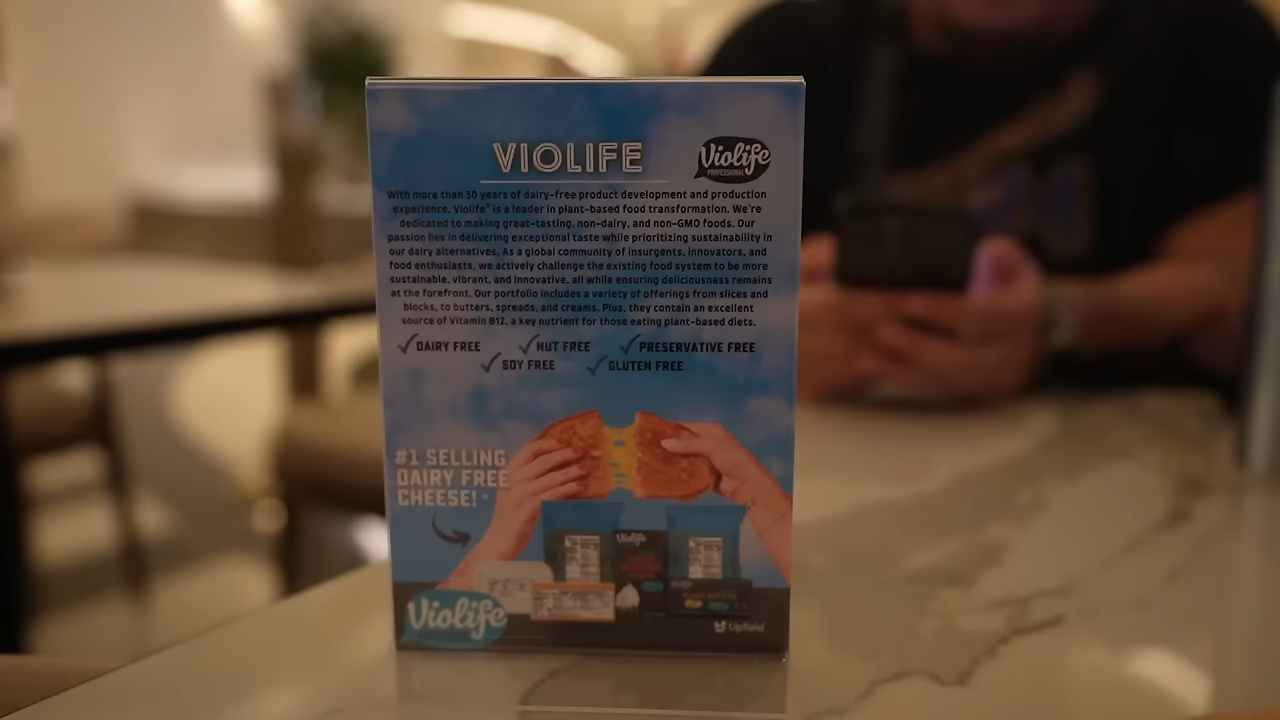 VIOLIFE
Violife
PROFESSIONAL
With more than 30 years of dairy-free product development and production
experience, Violife® is a leader in plant-based food transformation. We're
dedicated to making great-tasting, non-dairy, and non-GMO foods. Our
passion lies in delivering exceptional taste while prioritizing sustainability in
our dairy alternatives. As a global community of insurgents, innovators, and
food enthusiasts, we actively challenge the existing food system to be more
sustainable, vibrant, and innovative, all while ensuring deliciousness remains
at the forefront. Our portfolio includes a variety of offerings from slices and
blocks, to butters, spreads, and creams. Plus, they contain an excellent
source of Vitamin B12, a key nutrient for those eating plant-based diets.
✓DAIRY FREE ✓NUT FREE ✓PRESERVATIVE FREE
✓SOY FREE ✓GLUTEN FREE
#1 SELLING
DAIRY FREE
CHEESE!
Violife
Violife
Upfield